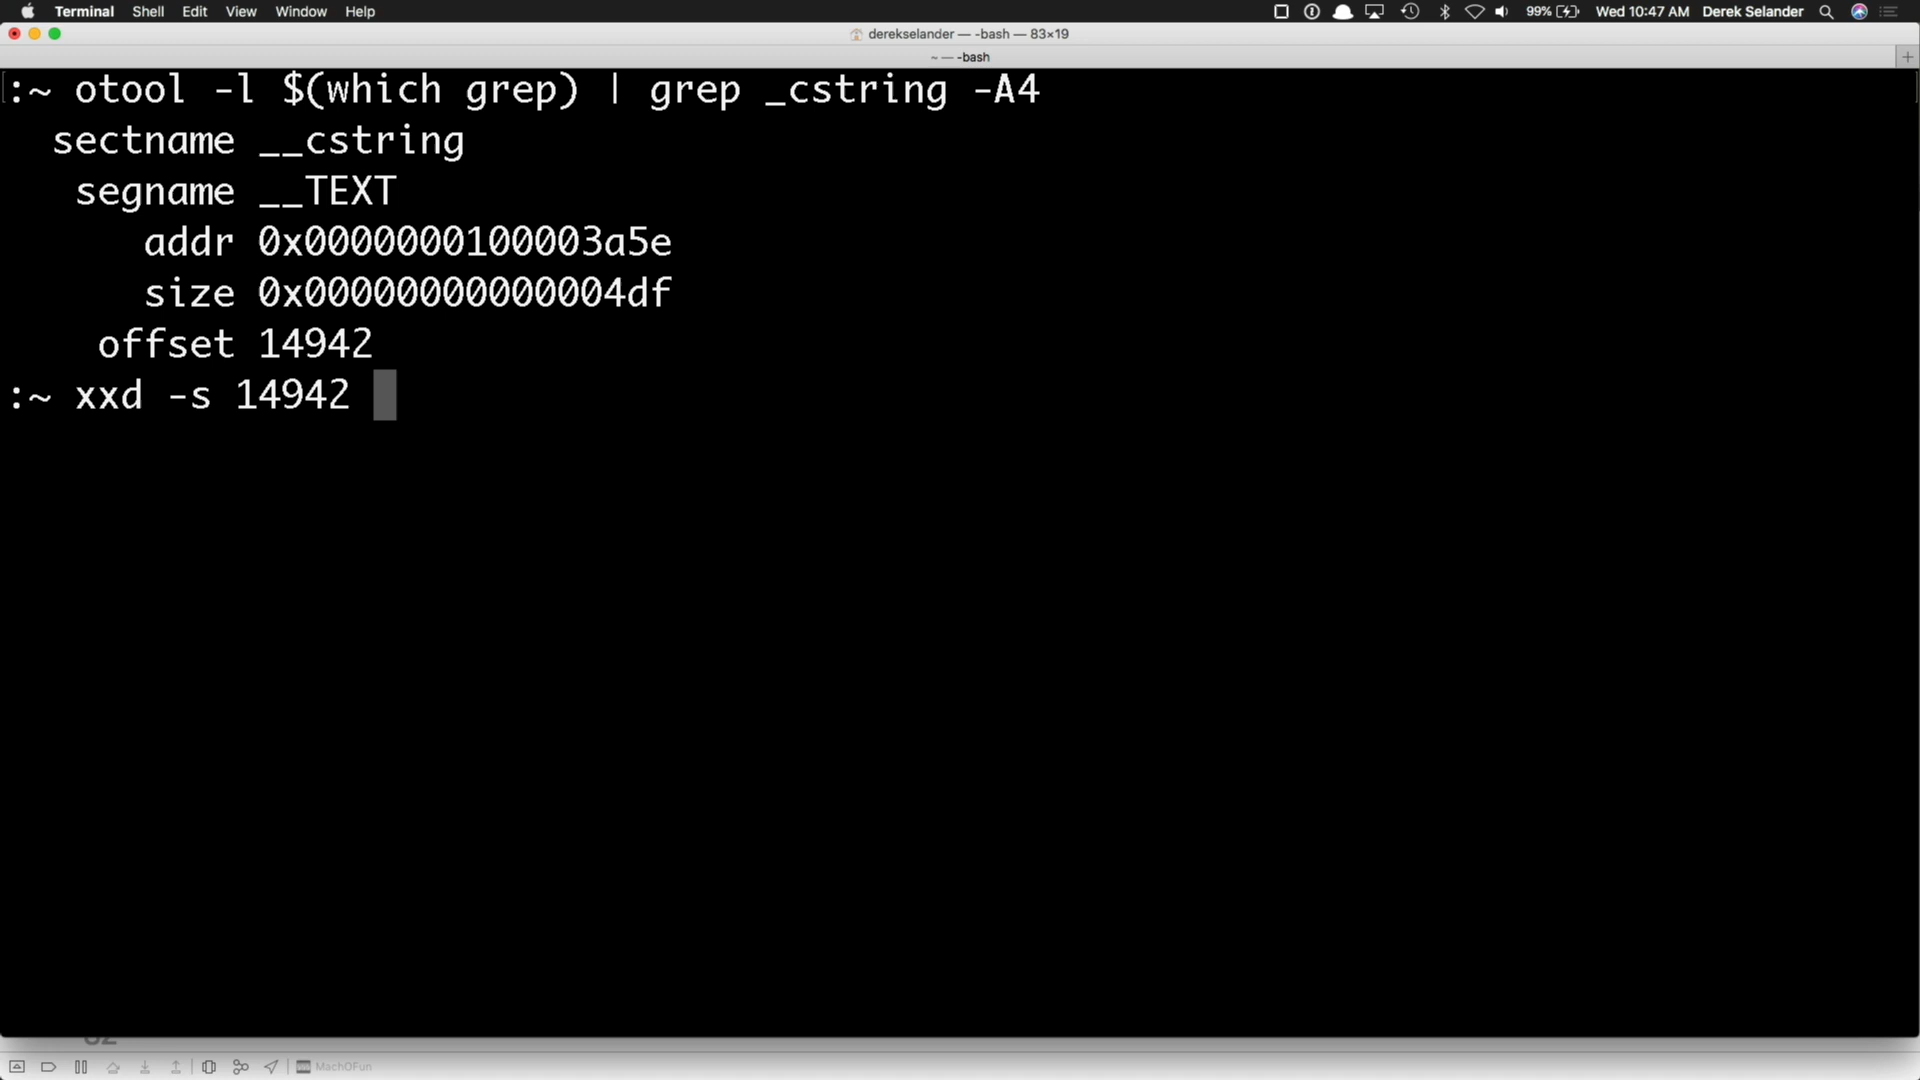 Terminal Shell Edit View Window Help 99% Wed 10:47 AM Derek Selander
derekselander — -bash — 83×19
~ — -bash
:~ otool -l $(which grep) | grep _cstring -A4
sectname __cstring
segname __TEXT
addr 0x0000000100003a5e
size 0x00000000000004df
offset 14942
:~ xxd -s 14942
MachOFun